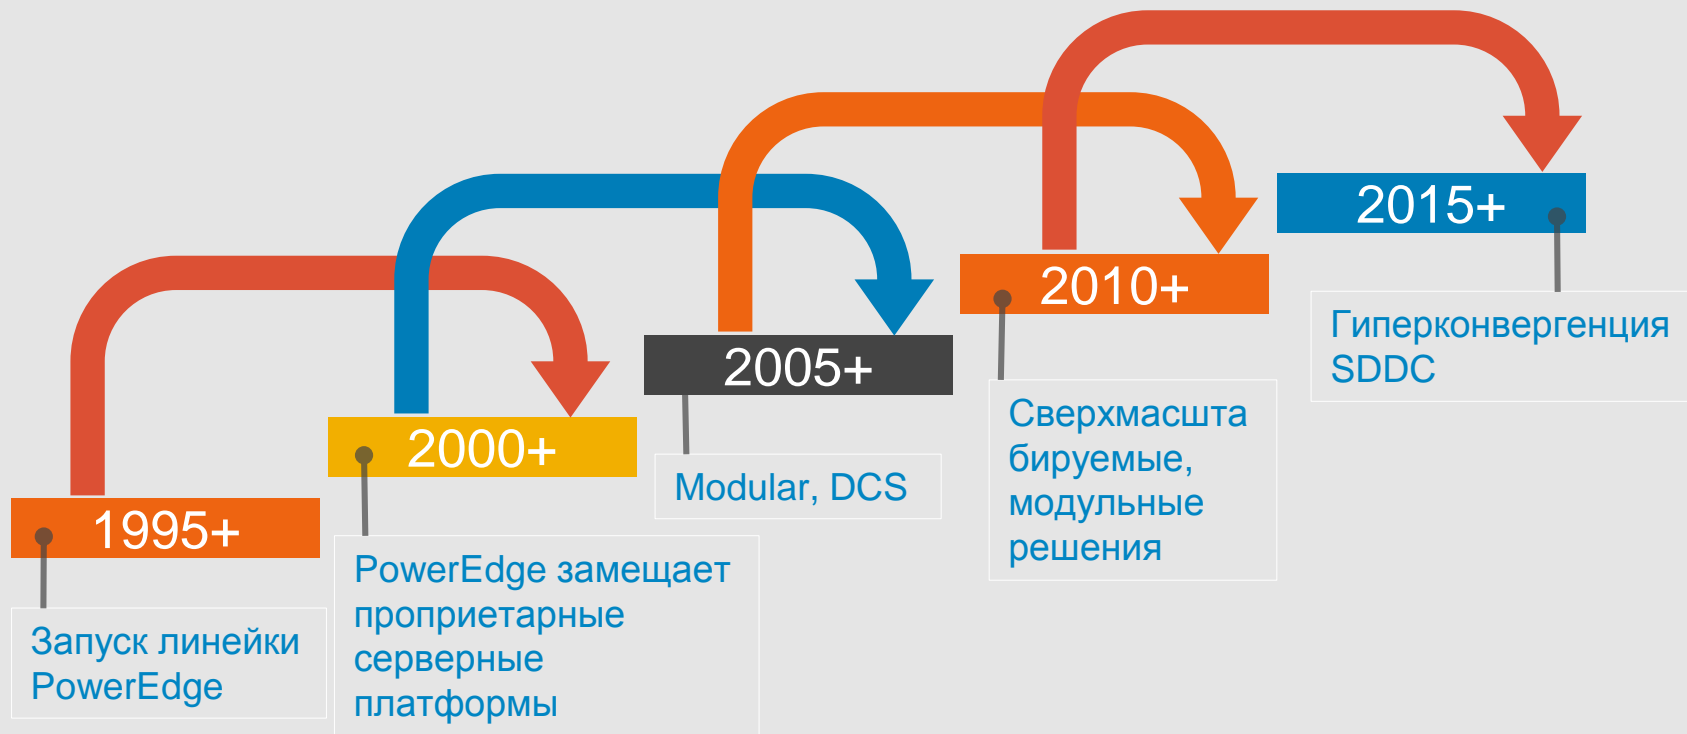 1995+
Запуск линейки
PowerEdge
2000+
PowerEdge замещает
проприетарные
серверные
платформы
2005+
Modular, DCS
2010+
Сверхмасшта
бируемые,
модульные
решения
2015+
Гиперконвергенция
SDDC